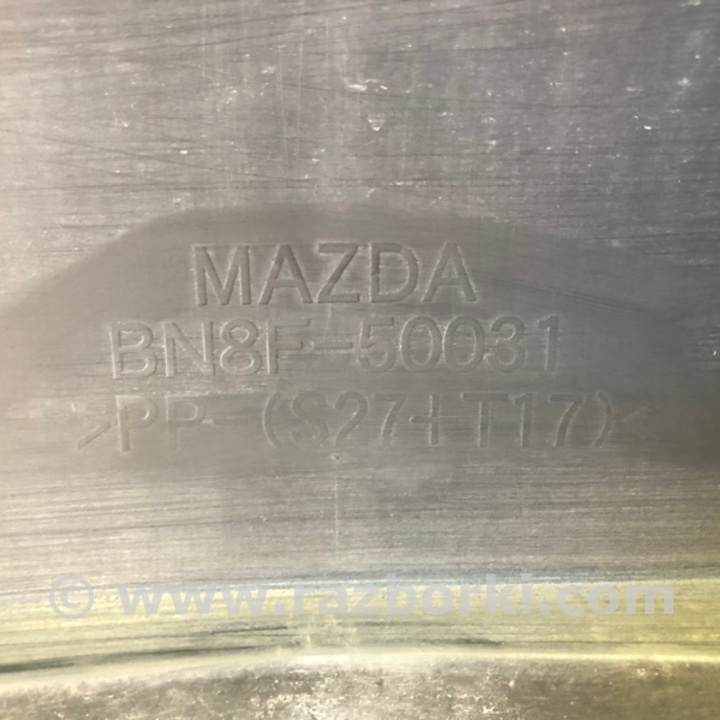 MAZDA
BN8F-50031
>PP-(S27+T17)<
© www.razborki.com